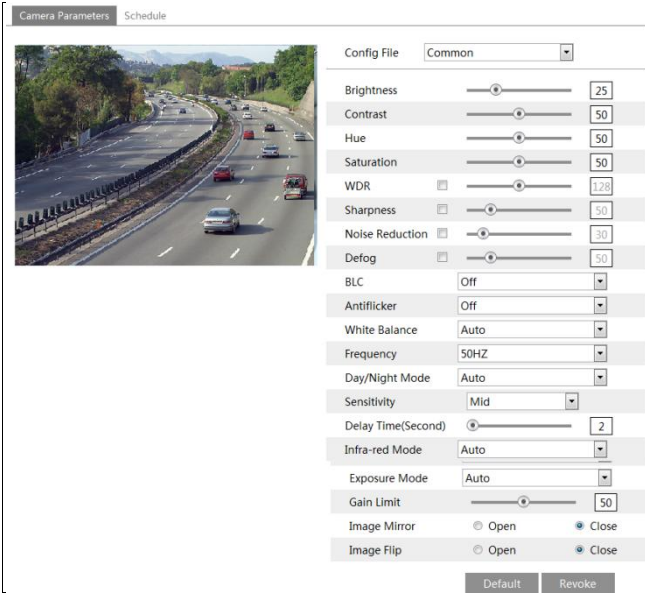 Camera Parameters Schedule
Config File Common
Brightness 25
Contrast 50
Hue 50
Saturation 50
WDR 128
Sharpness 50
Noise Reduction 30
Defog 50
BLC Off
Antiflicker Off
White Balance Auto
Frequency 50HZ
Day/Night Mode Auto
Sensitivity Mid
Delay Time(Second) 2
Infra-red Mode Auto
Exposure Mode Auto
Gain Limit 50
Image Mirror Open Close
Image Flip Open Close
Default Revoke